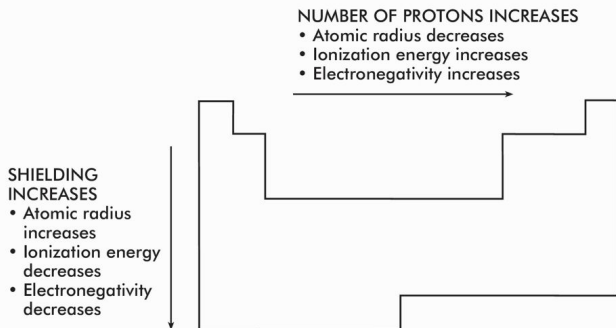 NUMBER OF PROTONS INCREASES
• Atomic radius decreases
• Ionization energy increases
• Electronegativity increases
SHIELDING
INCREASES
• Atomic radius
increases
• Ionization energy
decreases
• Electronegativity
decreases